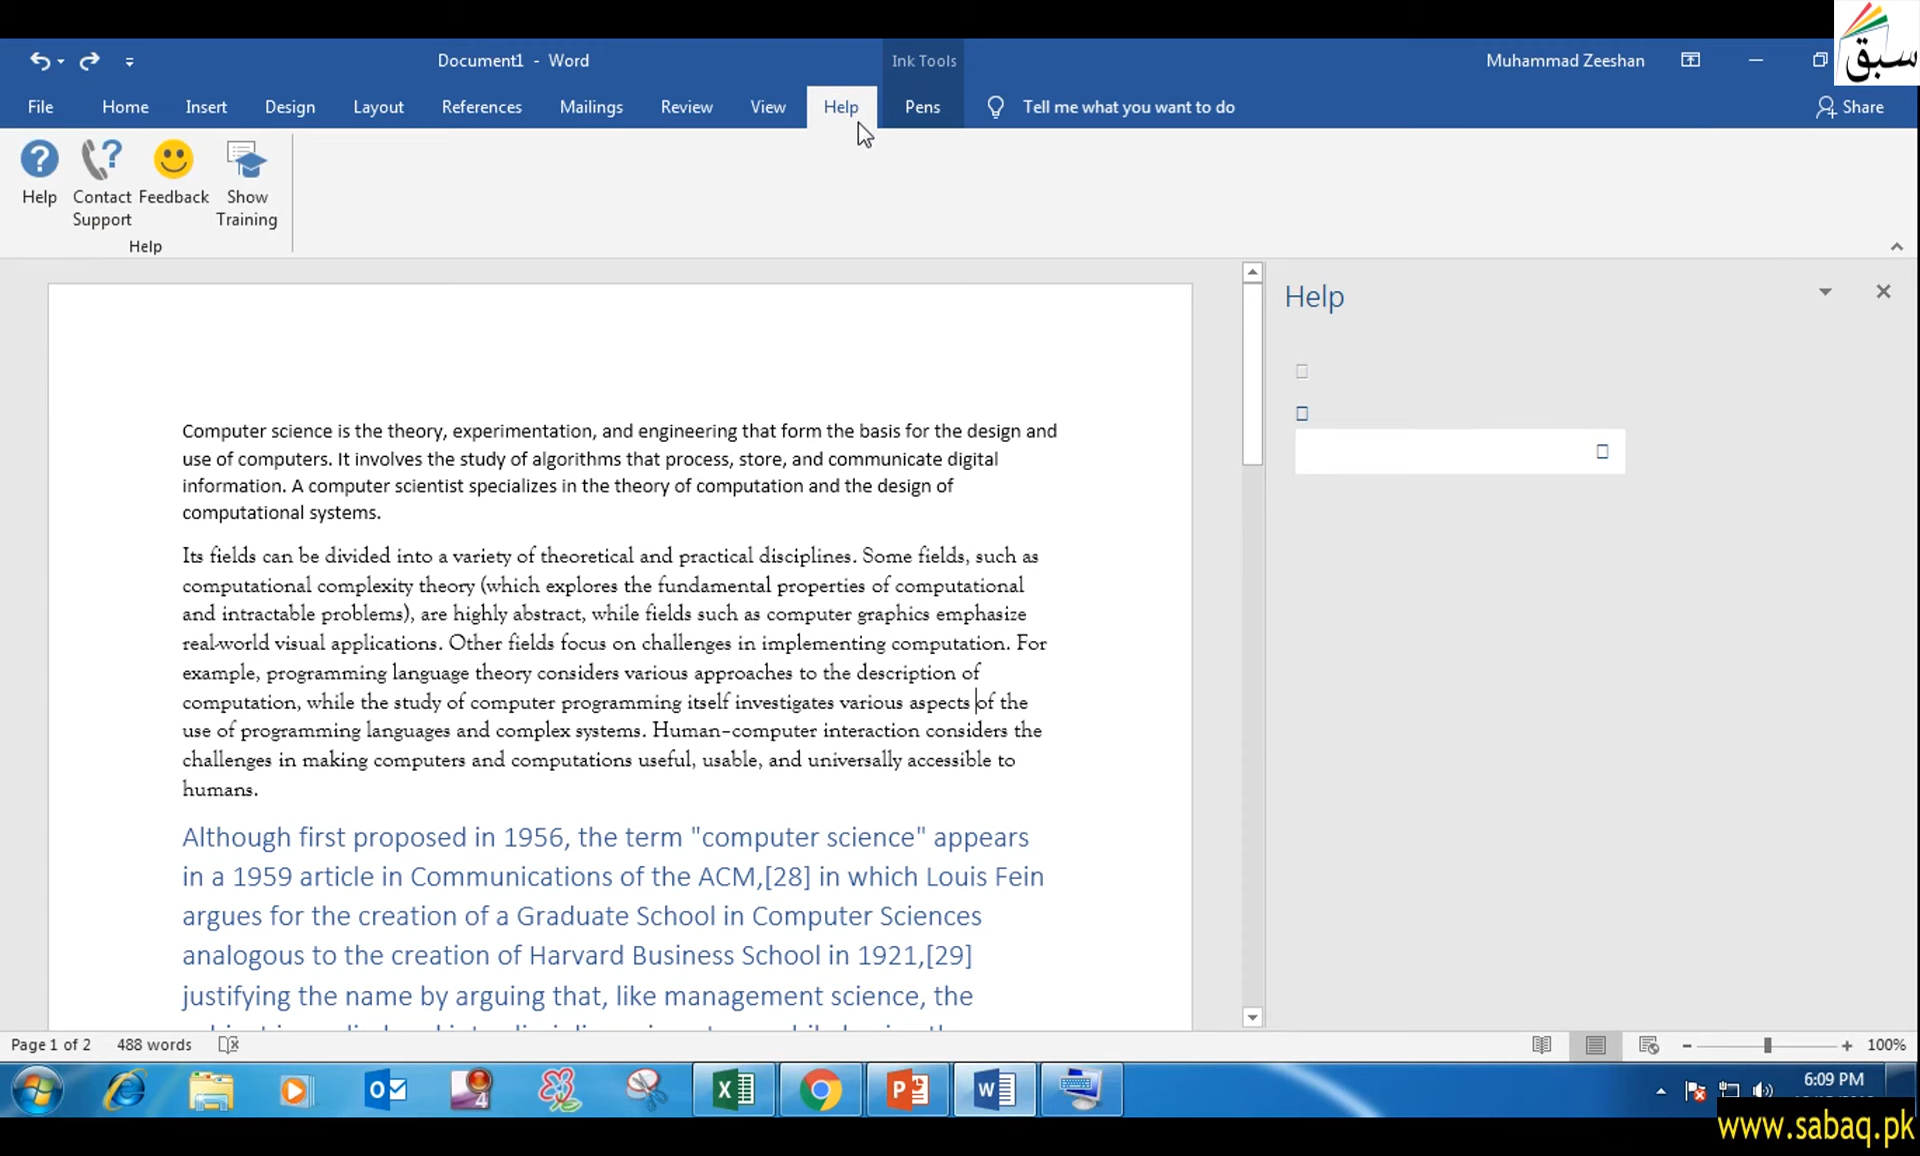 سبق
Document1 - Word
Ink Tools
Muhammad Zeeshan
File Home Insert Design Layout References Mailings Review View Help Pens Tell me what you want to do Share
Help Contact Support Feedback Show Training
Help
Help
Computer science is the theory, experimentation, and engineering that form the basis for the design and
use of computers. It involves the study of algorithms that process, store, and communicate digital
information. A computer scientist specializes in the theory of computation and the design of
computational systems.
Its fields can be divided into a variety of theoretical and practical disciplines. Some fields, such as
computational complexity theory (which explores the fundamental properties of computational
and intractable problems), are highly abstract, while fields such as computer graphics emphasize
real-world visual applications. Other fields focus on challenges in implementing computation. For
example, programming language theory considers various approaches to the description of
computation, while the study of computer programming itself investigates various aspects of the
use of programming languages and complex systems. Human–computer interaction considers the
challenges in making computers and computations useful, usable, and universally accessible to
humans.
Although first proposed in 1956, the term "computer science" appears
in a 1959 article in Communications of the ACM,[28] in which Louis Fein
argues for the creation of a Graduate School in Computer Sciences
analogous to the creation of Harvard Business School in 1921,[29]
justifying the name by arguing that, like management science, the
Page 1 of 2 488 words 100%
6:09 PM
www.sabaq.pk